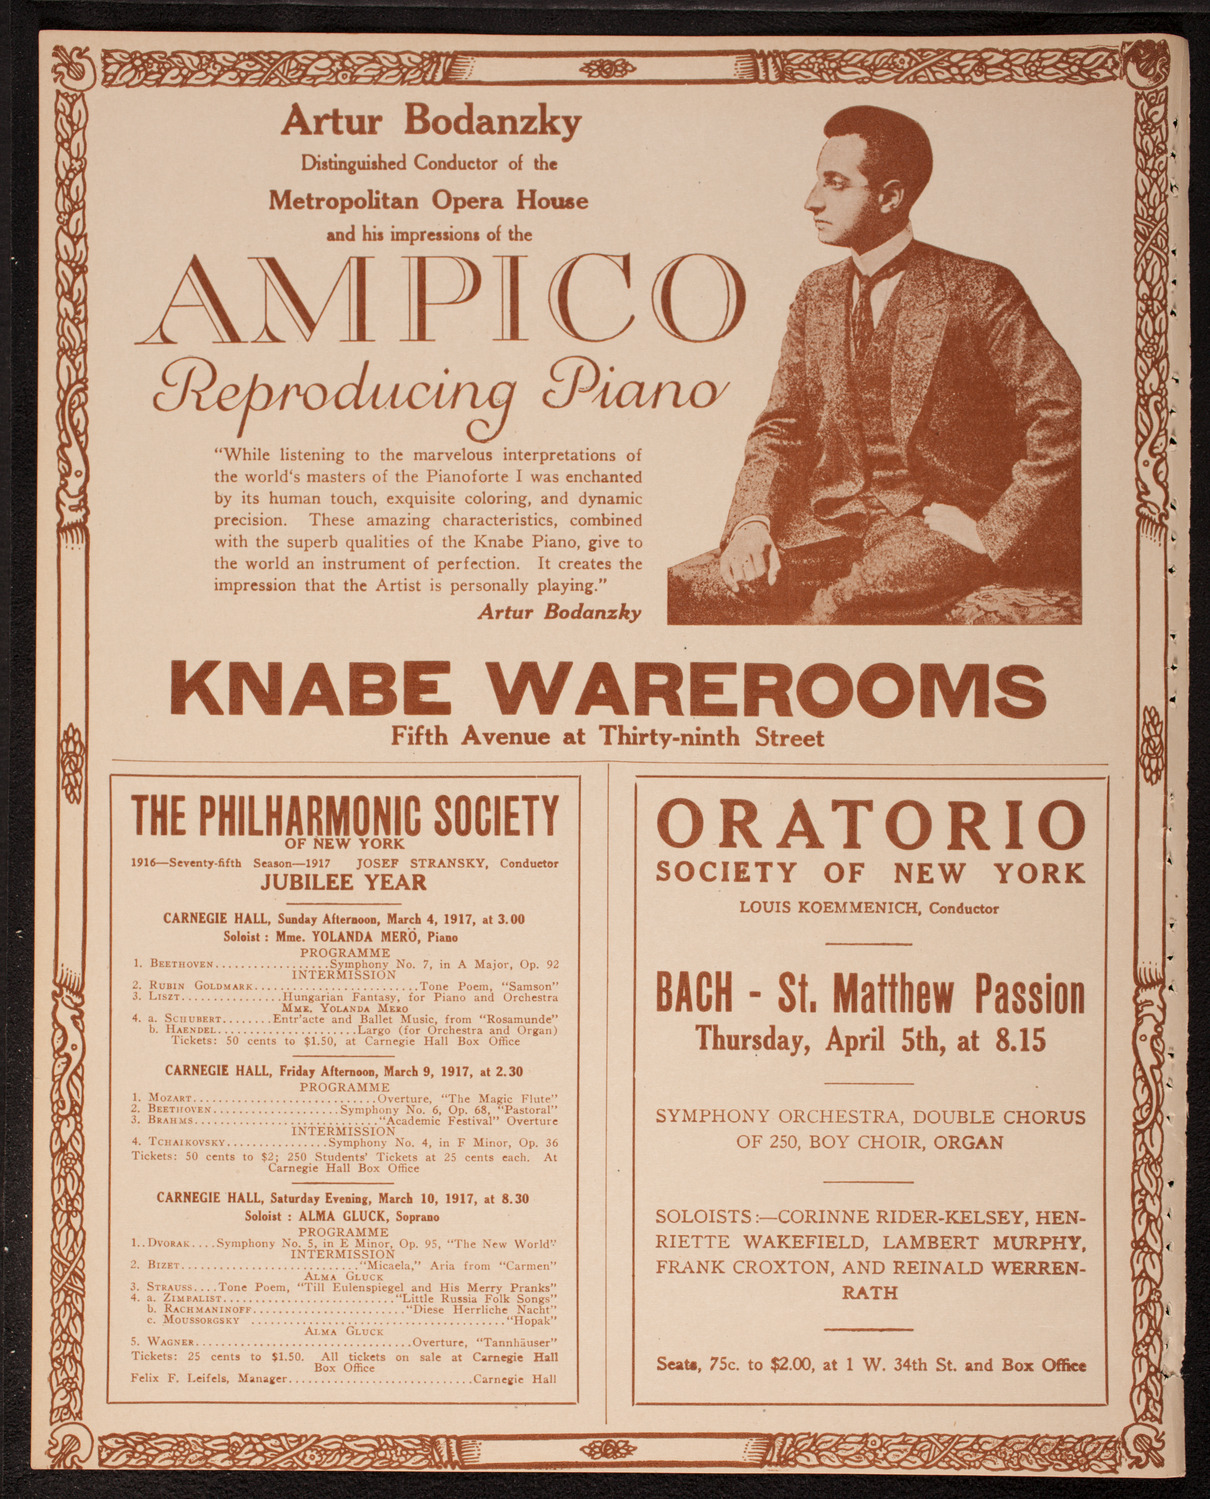 Artur Bodanzky
Distinguished Conductor of the
Metropolitan Opera House
and his impressions of the
AMPICO
Reproducing Piano
“While listening to the marvelous interpretations of
the world‘s masters of the Pianoforte I was enchanted
by its human touch, exquisite coloring, and dynamic
precision. These amazing characteristics, combined
with the superb qualities of the Knabe Piano, give to
the world an instrument of perfection. It creates the
impression that the Artist is personally playing.”
Artur Bodanzky
KNABE WAREROOMS
Fifth Avenue at Thirty-ninth Street
THE PHILHARMONIC SOCIETY
OF NEW YORK
1916—Seventy-fifth Season—1917 JOSEF STRANSKY, Conductor
JUBILEE YEAR
CARNEGIE HALL, Sunday Afternoon, March 4, 1917, at 3.00
Soloist : Mme. YOLANDA MERÖ, Piano
PROGRAMME
1. BEETHOVEN..................Symphony No. 7, in A Major, Op. 92
INTERMISSION
2. RUBIN GOLDMARK..........................Tone Poem, “Samson”
3. LISZT................Hungarian Fantasy, for Piano and Orchestra
MME. YOLANDA MERO
4. a. SCHUBERT........Entr’acte and Ballet Music, from “Rosamunde”
b. HAENDEL......................Largo (for Orchestra and Organ)
Tickets: 50 cents to $1.50, at Carnegie Hall Box Office
CARNEGIE HALL, Friday Afternoon, March 9, 1917, at 2.30
PROGRAMME
1. MOZART.............................Overture, “The Magic Flute”
2. BEETHOVEN....................Symphony No. 6, Op. 68, “Pastoral”
3. BRAHMS.............................“Academic Festival” Overture
INTERMISSION
4. TCHAIKOVSKY................Symphony No. 4, in F Minor, Op. 36
Tickets: 50 cents to $2; 250 Students’ Tickets at 25 cents each. At
Carnegie Hall Box Office
CARNEGIE HALL, Saturday Evening, March 10, 1917, at 8.30
Soloist : ALMA GLUCK, Soprano
PROGRAMME
1..DVORAK....Symphony No. 5, in E Minor, Op. 95, “The New World”
INTERMISSION
2. BIZET............................“Micaela,” Aria from “Carmen”
ALMA GLUCK
3. STRAUSS....Tone Poem, “Till Eulenspiegel and His Merry Pranks”
4. a. ZIMBALIST...........................“Little Russia Folk Songs”
b. RACHMANINOFF........................“Diese Herrliche Nacht”
c. MOUSSORGSKY ........................................“Hopak”
ALMA GLUCK
5. WAGNER..................................Overture, “Tannhäuser”
Tickets: 25 cents to $1.50. All tickets on sale at Carnegie Hall
Box Office
Felix F. Leifels, Manager.............................Carnegie Hall
ORATORIO
SOCIETY OF NEW YORK
LOUIS KOEMMENICH, Conductor
BACH - St. Matthew Passion
Thursday, April 5th, at 8.15
SYMPHONY ORCHESTRA, DOUBLE CHORUS
OF 250, BOY CHOIR, ORGAN
SOLOISTS:—CORINNE RIDER-KELSEY, HEN-
RIETTE WAKEFIELD, LAMBERT MURPHY,
FRANK CROXTON, AND REINALD WERREN-
RATH
Seats, 75c. to $2.00, at 1 W. 34th St. and Box Office